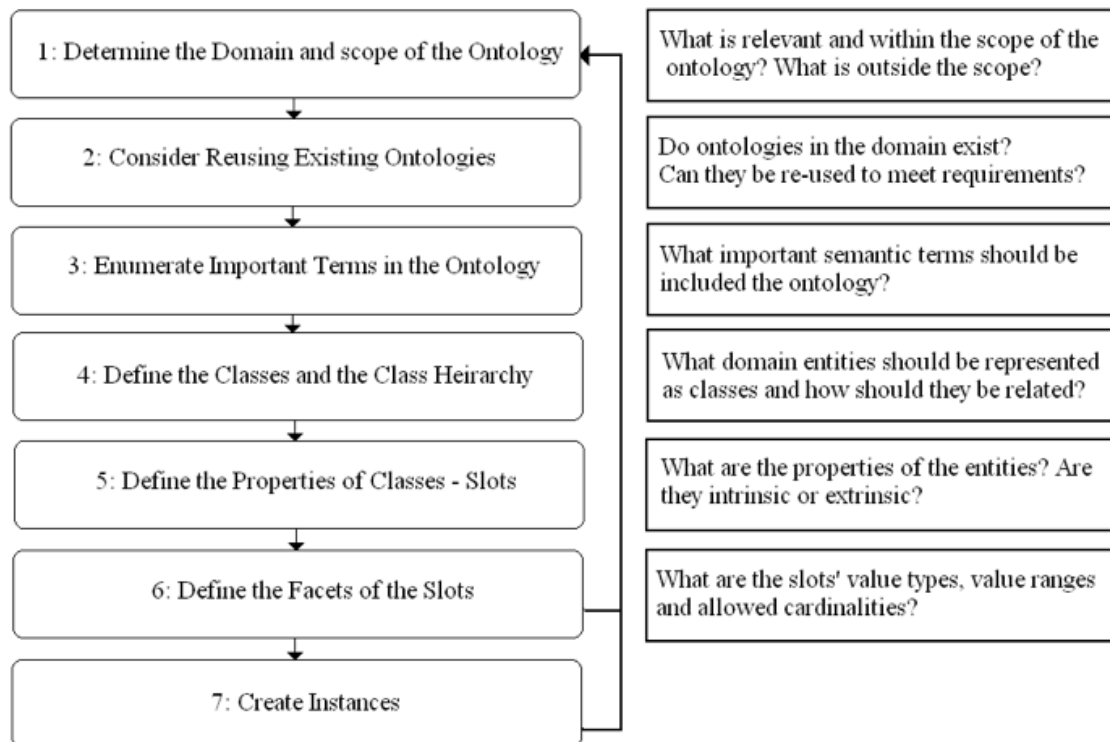 1: Determine the Domain and scope of the Ontology
What is relevant and within the scope of the
ontology? What is outside the scope?
2: Consider Reusing Existing Ontologies
Do ontologies in the domain exist?
Can they be re-used to meet requirements?
3: Enumerate Important Terms in the Ontology
What important semantic terms should be
included the ontology?
4: Define the Classes and the Class Heirarchy
What domain entities should be represented
as classes and how should they be related?
5: Define the Properties of Classes - Slots
What are the properties of the entities? Are
they intrinsic or extrinsic?
6: Define the Facets of the Slots
What are the slots' value types, value ranges
and allowed cardinalities?
7: Create Instances